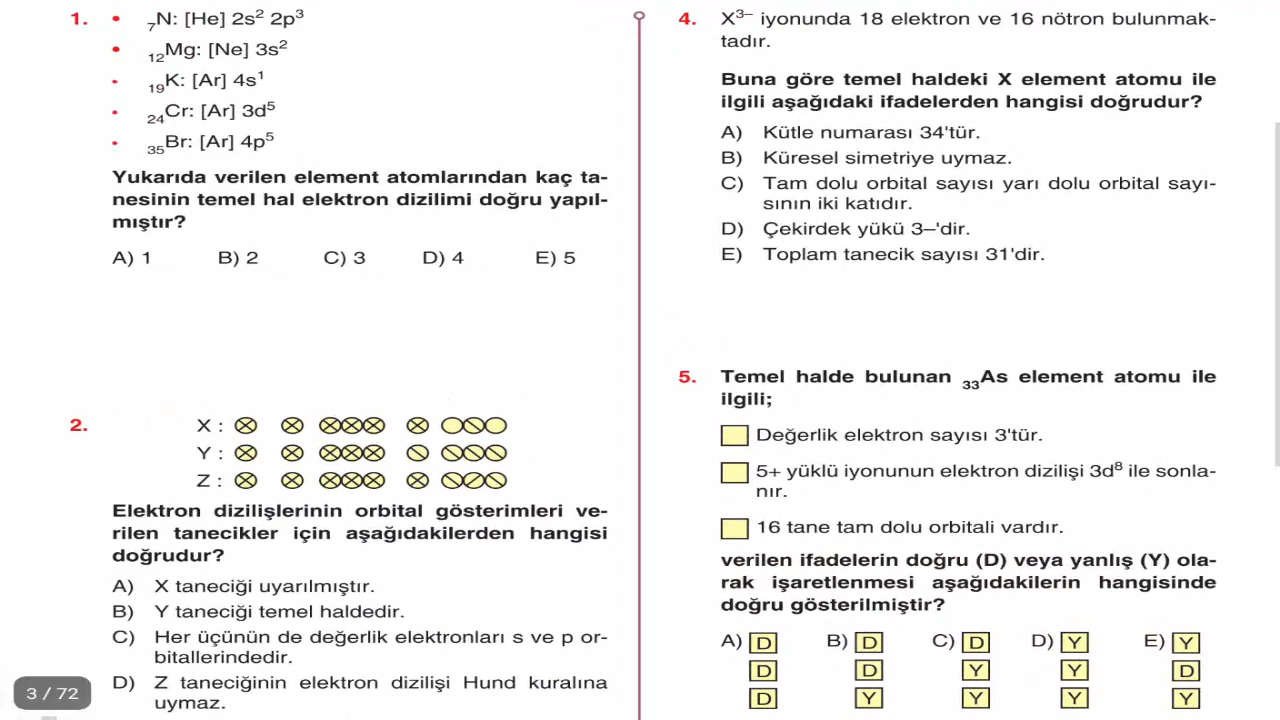 1. • ₇N: [He] 2s² 2p³
• ₁₂Mg: [Ne] 3s²
• ₁₉K: [Ar] 4s¹
• ₂₄Cr: [Ar] 3d⁵
• ₃₅Br: [Ar] 4p⁵
Yukarıda verilen element atomlarından kaç ta-
nesinin temel hal elektron dizilimi doğru yapıl-
mıştır?
A) 1 B) 2 C) 3 D) 4 E) 5
2. X :
Y :
Z :
Elektron dizilişlerinin orbital gösterimleri ve-
rilen tanecikler için aşağıdakilerden hangisi
doğrudur?
A) X taneciği uyarılmıştır.
B) Y taneciği temel haldedir.
C) Her üçünün de değerlik elektronları s ve p or-
bitallerindedir.
D) Z taneciğinin elektron dizilişi Hund kuralına
uymaz.
3 / 72
4. X³⁻ iyonunda 18 elektron ve 16 nötron bulunmak-
tadır.
Buna göre temel haldeki X element atomu ile
ilgili aşağıdaki ifadelerden hangisi doğrudur?
A) Kütle numarası 34'tür.
B) Küresel simetriye uymaz.
C) Tam dolu orbital sayısı yarı dolu orbital sayı-
sının iki katıdır.
D) Çekirdek yükü 3–'dir.
E) Toplam tanecik sayısı 31'dir.
5. Temel halde bulunan ₃₃As element atomu ile
ilgili;
Değerlik elektron sayısı 3'tür.
5+ yüklü iyonunun elektron dizilişi 3d⁸ ile sonla-
nır.
16 tane tam dolu orbitali vardır.
verilen ifadelerin doğru (D) veya yanlış (Y) ola-
rak işaretlenmesi aşağıdakilerin hangisinde
doğru gösterilmiştir?
A) D B) D C) D D) Y E) Y
D D Y Y D
D Y Y Y Y